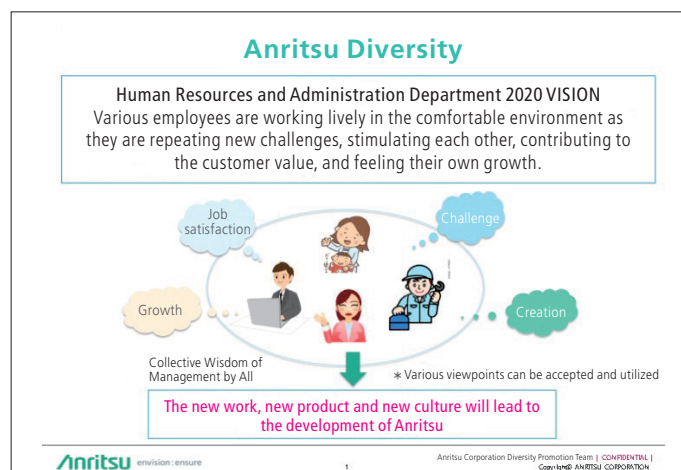 Anritsu Diversity
Human Resources and Administration Department 2020 VISION
Various employees are working lively in the comfortable environment as
they are repeating new challenges, stimulating each other, contributing to
the customer value, and feeling their own growth.
Job
satisfaction
Challenge
Growth
Creation
Collective Wisdom of
Management by All
＊Various viewpoints can be accepted and utilized
The new work, new product and new culture will lead to
the development of Anritsu
Anritsu envision : ensure
1
Anritsu Corporation Diversity Promotion Team | CONFIDENTIAL |
Copyright© ANRITSU CORPORATION